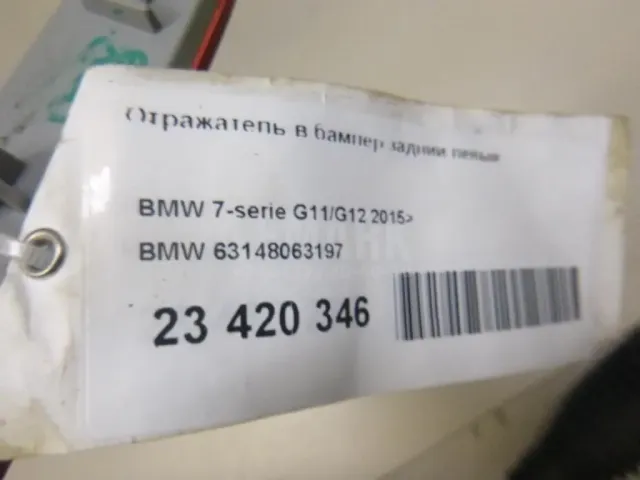 Отражатель в бампер задний левый
BMW 7-serie G11/G12 2015>
BMW 63148063197
23 420 346